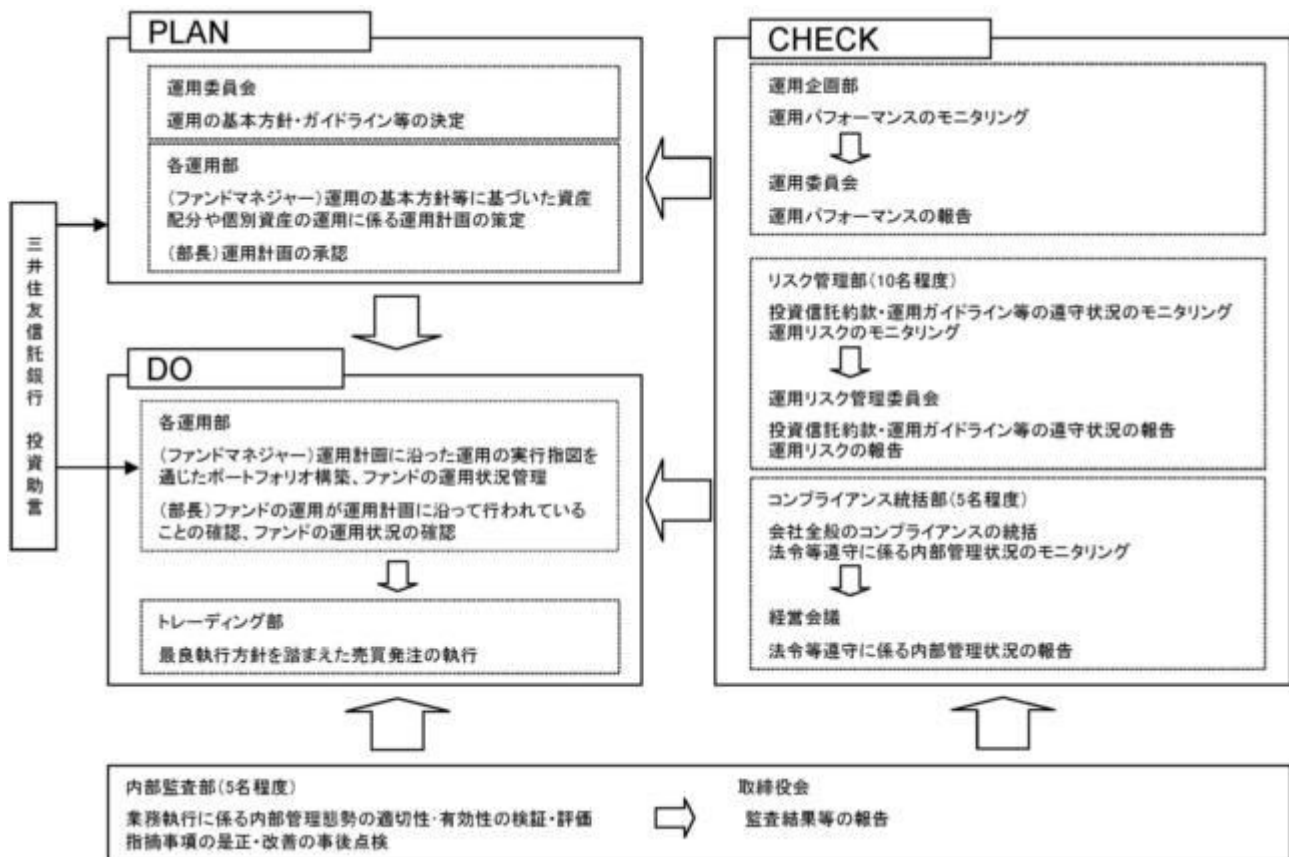 PLAN
運用委員会
運用の基本方針・ガイドライン等の決定
各運用部
(ファンドマネジャー)運用の基本方針等に基づいた資産
配分や個別資産の運用に係る運用計画の策定
(部長)運用計画の承認
三井住友信託銀行 投資助言
DO
各運用部
(ファンドマネジャー)運用計画に沿った運用の実行指図を
通じたポートフォリオ構築、ファンドの運用状況管理
(部長)ファンドの運用が運用計画に沿って行われている
ことの確認、ファンドの運用状況の確認
トレーディング部
最良執行方針を踏まえた売買発注の執行
CHECK
運用企画部
運用パフォーマンスのモニタリング
運用委員会
運用パフォーマンスの報告
リスク管理部(10名程度)
投資信託約款・運用ガイドライン等の遵守状況のモニタリング
運用リスクのモニタリング
運用リスク管理委員会
投資信託約款・運用ガイドライン等の遵守状況の報告
運用リスクの報告
コンプライアンス統括部(5名程度)
会社全般のコンプライアンスの統括
法令等遵守に係る内部管理状況のモニタリング
経営会議
法令等遵守に係る内部管理状況の報告
内部監査部(5名程度)
業務執行に係る内部管理態勢の適切性・有効性の検証・評価
指摘事項の是正・改善の事後点検
取締役会
監査結果等の報告